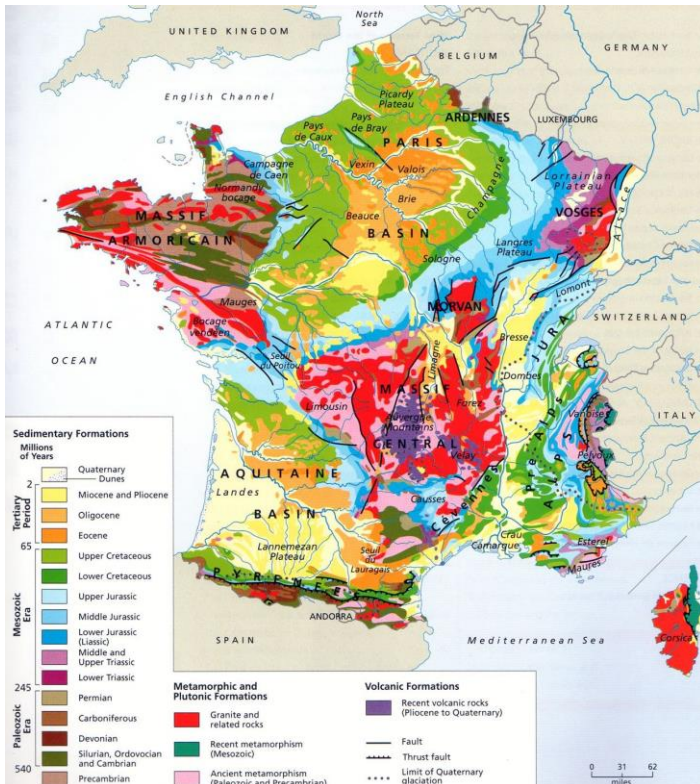 North
Sea
UNITED KINGDOM
BELGIUM
GERMANY
English Channel
Picardy
Plateau
ARDENNES
LUXEMBOURG
Pays
de Caux
Pays
de Bray
PARIS
Vexin
Valois
Lorrainian
Plateau
Campagne
de Caen
Normandy
bocage
Brie
Champagne
VOSGES
Alsace
MASSIF
ARMORICAIN
Beauce
BASIN
Langres
Plateau
Sologne
Lomont
MORVAN
SWITZERLAND
Mauges
Bocage
vendéen
Bresse
JURA
ATLANTIC
OCEAN
Seuil
du Poitou
Limagne
Dombes
MASSIF
ITALY
Limousin
Forez
Auvergne
Mountains
Vanoise
CENTRAL
Velay
Pelvoux
Pre-Alps
ALPS
AQUITAINE
Landes
Causses
Cévennes
BASIN
Crau
Camargue
Lannemezan
Plateau
Seuil
du
Lauragais
Esterel
Maures
PYRENEES
ANDORRA
SPAIN
Mediterranean Sea
Corsica
Sedimentary Formations
Millions
of Years
Quaternary
Dunes
2
Tertiary
Period
Miocene and Pliocene
Oligocene
Eocene
65
Mesozoic
Era
Upper Cretaceous
Lower Cretaceous
Upper Jurassic
Middle Jurassic
Lower Jurassic
(Liassic)
Middle and
Upper Triassic
Lower Triassic
245
Paleozoic
Era
Permian
Carboniferous
Devonian
Silurian, Ordovocian
and Cambrian
540
Precambrian
Metamorphic and
Plutonic Formations
Granite and
related rocks
Recent metamorphism
(Mesozoic)
Ancient metamorphism
(Paleozoic and Precambrian)
Volcanic Formations
Recent volcanic rocks
(Pliocene to Quaternary)
Fault
Thrust fault
Limit of Quaternary
glaciation
0 31 62
miles